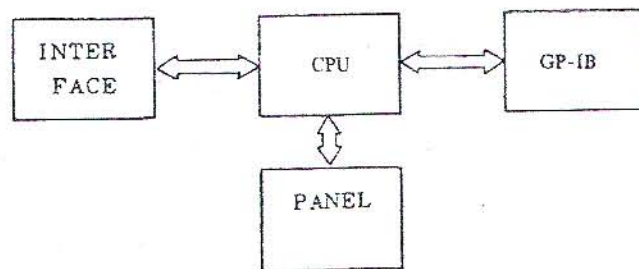 INTER
FACE
CPU
GP-IB
PANEL